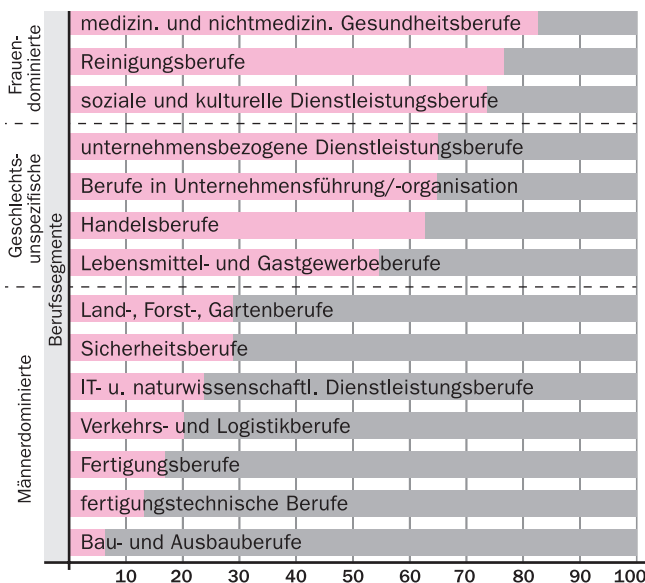 Frauen-
dominierte
medizin. und nichtmedizin. Gesundheitsberufe
Reinigungsberufe
soziale und kulturelle Dienstleistungsberufe
Geschlechts-
unspezifische
unternehmensbezogene Dienstleistungsberufe
Berufe in Unternehmensführung/-organisation
Handelsberufe
Lebensmittel- und Gastgewerbeberufe
Berufssegmente
Männerdominierte
Land-, Forst-, Gartenberufe
Sicherheitsberufe
IT- u. naturwissenschaftl. Dienstleistungsberufe
Verkehrs- und Logistikberufe
Fertigungsberufe
fertigungstechnische Berufe
Bau- und Ausbauberufe
10 20 30 40 50 60 70 80 90 100